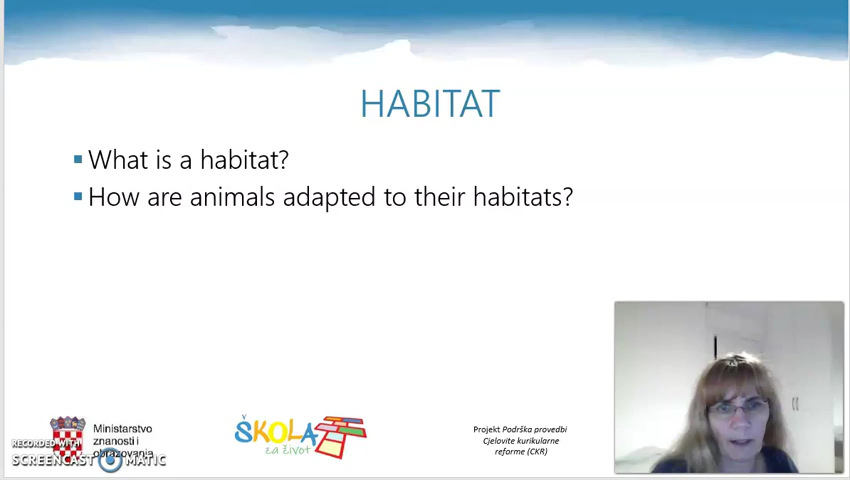 HABITAT
What is a habitat?
How are animals adapted to their habitats?
Ministarstvo
znanosti i
obrazovanja
RECORDED WITH
SCREENCAST MATIC
ŠKOLA
za život
Projekt Podrška provedbi
Cjelovite kurikularne
reforme (CKR)